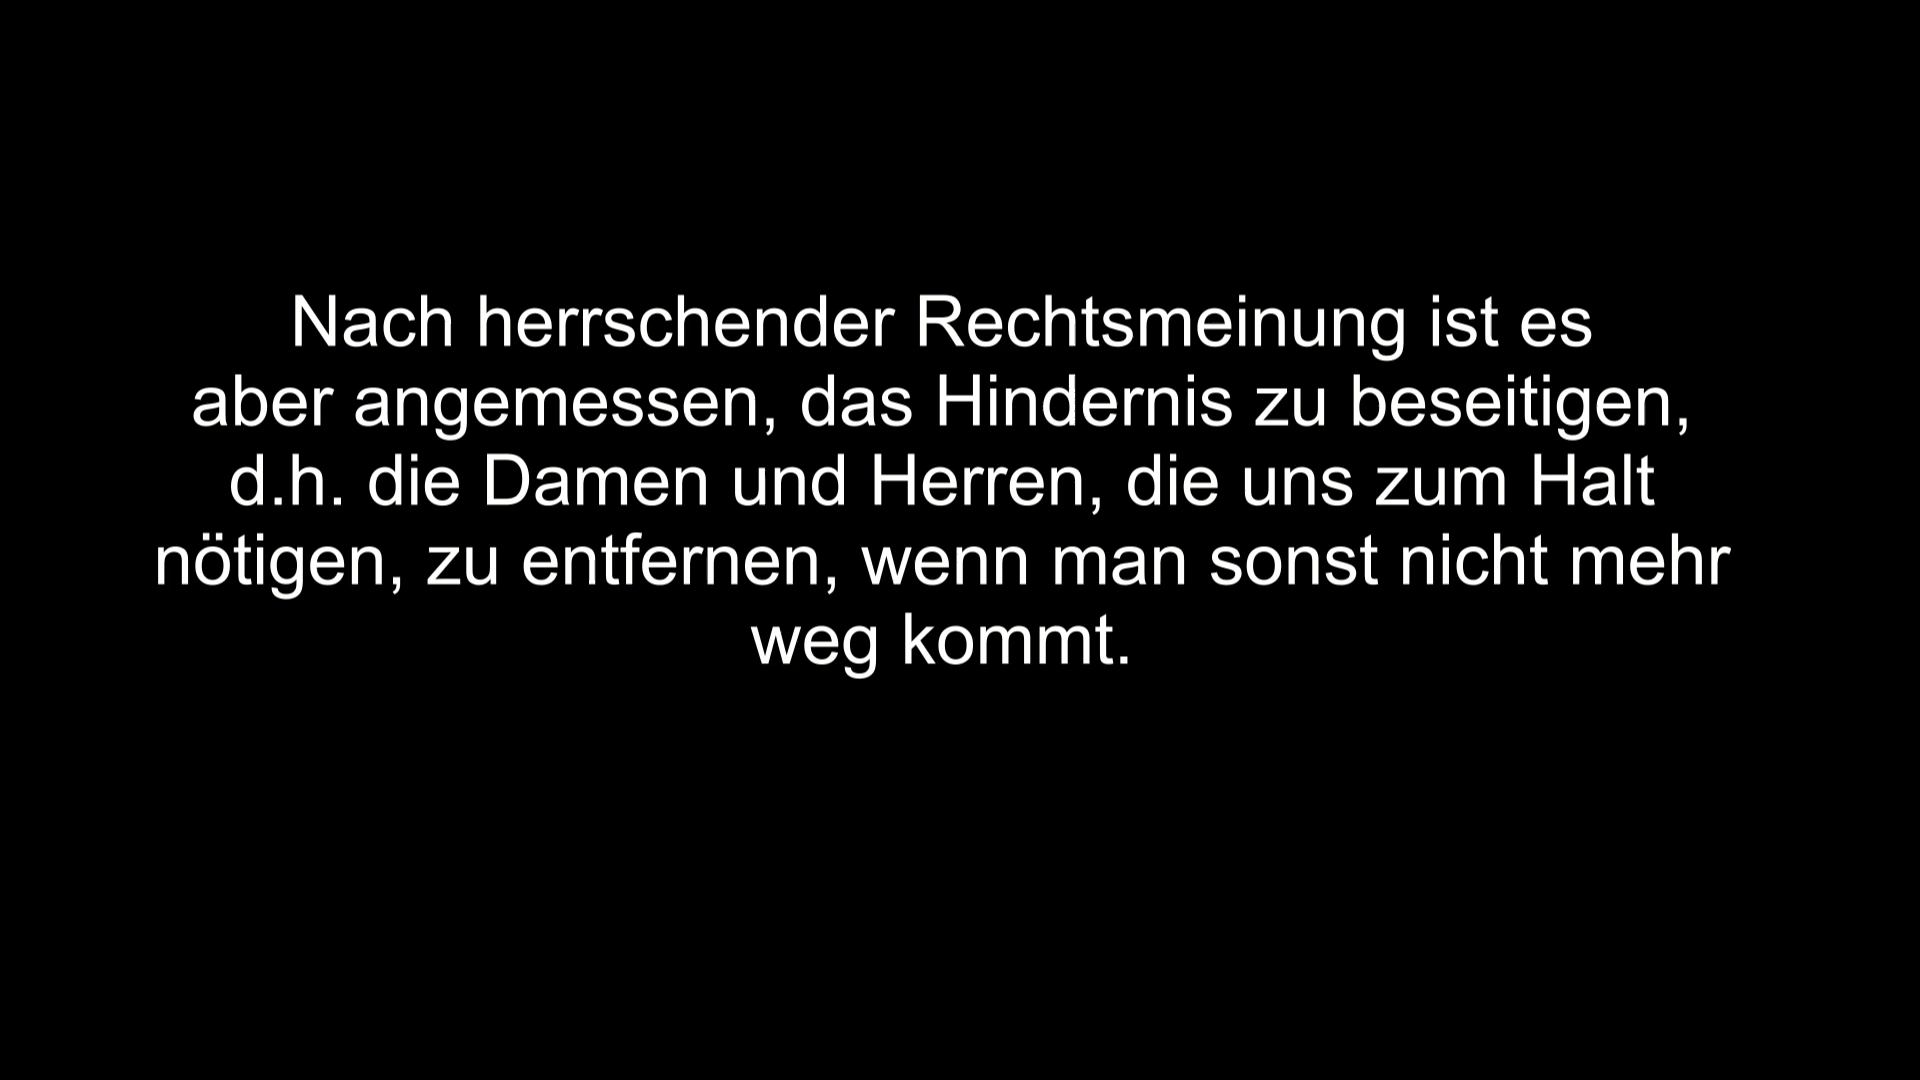 Nach herrschender Rechtsmeinung ist es
aber angemessen, das Hindernis zu beseitigen,
d.h. die Damen und Herren, die uns zum Halt
nötigen, zu entfernen, wenn man sonst nicht mehr
weg kommt.